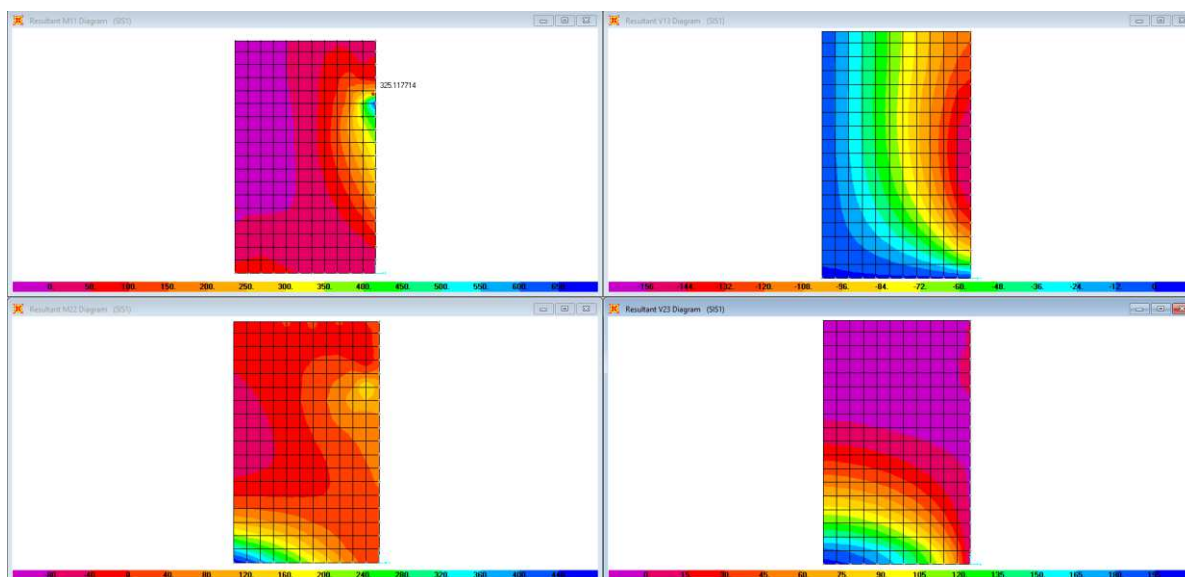 Resultant M11 Diagram (SIS1)
325.117714
0. 50. 100. 150. 200. 250. 300. 350. 400. 450. 500. 550. 600. 650.
Resultant V13 Diagram (SIS1)
-156. -144. -132. -120. -108. -96. -84. -72. -60. -48. -36. -24. -12. 0.
Resultant M22 Diagram (SIS1)
-80. -40. 0. 40. 80. 120. 160. 200. 240. 280. 320. 360. 400. 440.
Resultant V23 Diagram (SIS1)
0. 15. 30. 45. 60. 75. 90. 105. 120. 135. 150. 165. 180.